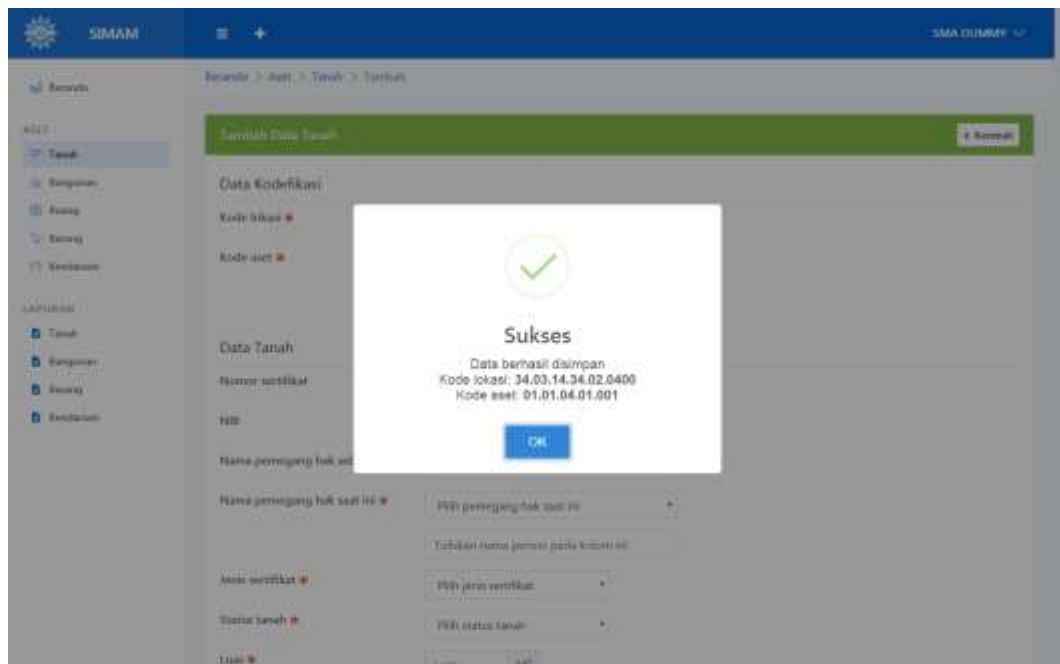 SIMAM
SMA DUMMY
Beranda
Beranda > Aset > Tanah > Tambah
ASET
Tambah Data Tanah
Kembali
Tanah
Bangunan
Data Kodefikasi
Ruang
Kode lokasi *
Barang
Kode aset *
Kendaraan
LAPORAN
Tanah
Sukses
Data Tanah
Bangunan
Data berhasil disimpan
Kode lokasi: 34.03.14.34.02.0400
Nomor sertifikat
Barang
Kode aset: 01.01.04.01.001
Kendaraan
NIB
OK
Nama pemegang hak
Nama pemegang hak saat ini *
Pilih pemegang hak saat ini
Tuliskan nama person pada kolom ini
Jenis sertifikat *
Pilih jenis sertifikat
Status tanah *
Pilih status tanah
Luas *